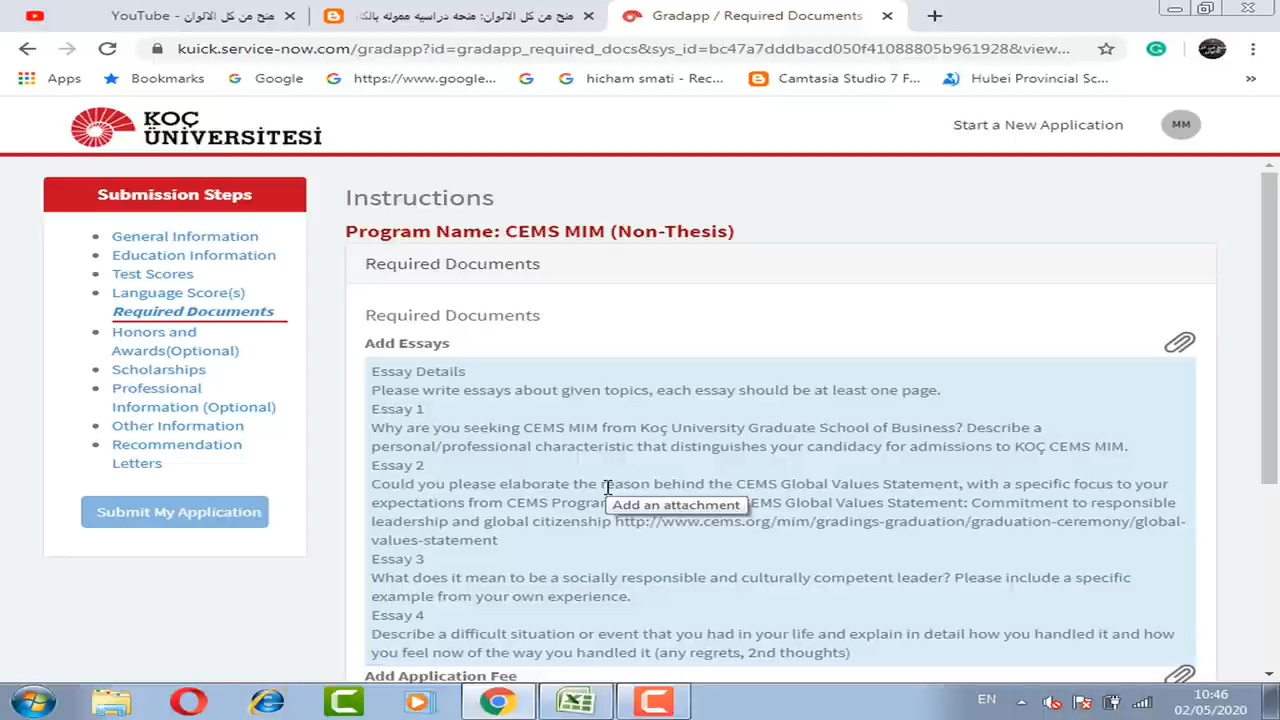 YouTube - منح من كل الالوان
منح من كل الالوان: منحة دراسيه مموله بالكا
Gradapp / Required Documents
kuick.service-now.com/gradapp?id=gradapp_required_docs&sys_id=bc47a7dddbacd050f41088805b961928&view...
Apps
Bookmarks
Google
https://www.google...
hicham smati - Rec...
Camtasia Studio 7 F...
Hubei Provincial Sc...
»
KOÇ
ÜNİVERSİTESİ
Start a New Application
MM
Submission Steps
General Information
Education Information
Test Scores
Language Score(s)
Required Documents
Honors and
Awards(Optional)
Scholarships
Professional
Information (Optional)
Other Information
Recommendation
Letters
Submit My Application
Instructions
Program Name: CEMS MIM (Non-Thesis)
Required Documents
Required Documents
Add Essays
Essay Details
Please write essays about given topics, each essay should be at least one page.
Essay 1
Why are you seeking CEMS MIM from Koç University Graduate School of Business? Describe a
personal/professional characteristic that distinguishes your candidacy for admissions to KOÇ CEMS MIM.
Essay 2
Could you please elaborate the reason behind the CEMS Global Values Statement, with a specific focus to your
expectations from CEMS Progra EMS Global Values Statement: Commitment to responsible
Add an attachment
leadership and global citizenship http://www.cems.org/mim/gradings-graduation/graduation-ceremony/global-
values-statement
Essay 3
What does it mean to be a socially responsible and culturally competent leader? Please include a specific
example from your own experience.
Essay 4
Describe a difficult situation or event that you had in your life and explain in detail how you handled it and how
you feel now of the way you handled it (any regrets, 2nd thoughts)
Add Application Fee
EN
10:46
02/05/2020